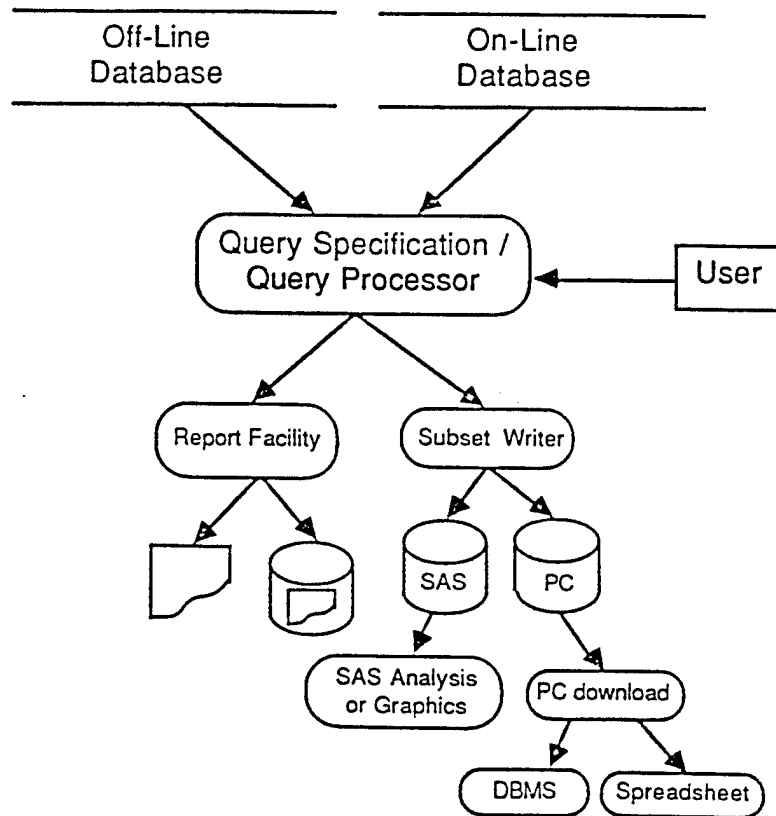 Off-Line
Database
On-Line
Database
Query Specification /
Query Processor
User
Report Facility
Subset Writer
SAS
PC
SAS Analysis
or Graphics
PC download
DBMS
Spreadsheet